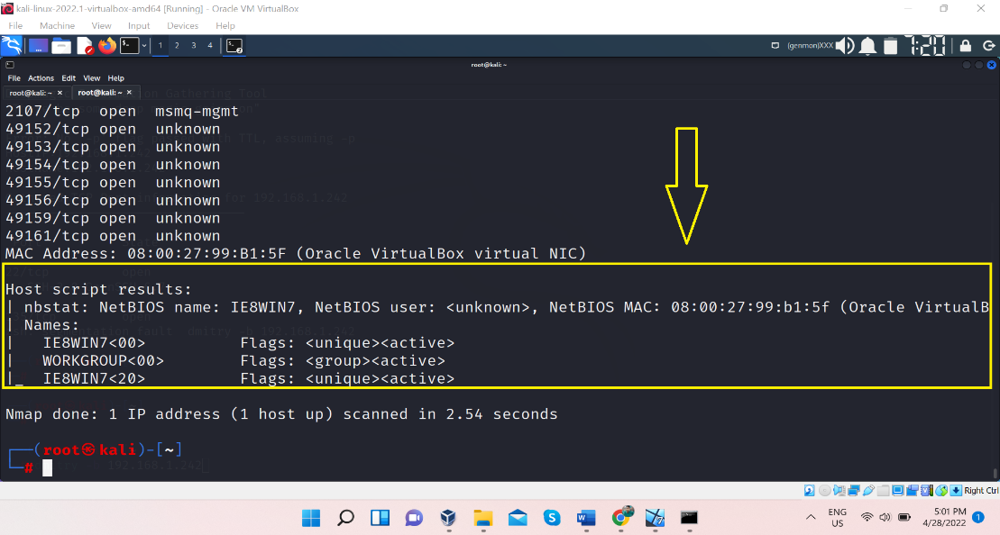 kali-linux-2022.1-virtualbox-amd64 [Running] - Oracle VM VirtualBox
File Machine View Input Devices Help
1 2 3 4 (genmon)XXX 7:20
root@kali: ~
File Actions Edit View Help
root@kali: ~ × root@kali: ~ ×
2107/tcp open msmq-mgmt
49152/tcp open unknown
49153/tcp open unknown
49154/tcp open unknown
49155/tcp open unknown
49156/tcp open unknown
49159/tcp open unknown
49161/tcp open unknown
MAC Address: 08:00:27:99:B1:5F (Oracle VirtualBox virtual NIC)
Host script results:
| nbstat: NetBIOS name: IE8WIN7, NetBIOS user: <unknown>, NetBIOS MAC: 08:00:27:99:b1:5f (Oracle VirtualB
| Names:
| IE8WIN7<00> Flags: <unique><active>
| WORKGROUP<00> Flags: <group><active>
|_ IE8WIN7<20> Flags: <unique><active>
Nmap done: 1 IP address (1 host up) scanned in 2.54 seconds
┌──(root㉿kali)-[~]
└─#
192.168.1.242
Right Ctrl
ENG
US
5:01 PM
4/28/2022
1